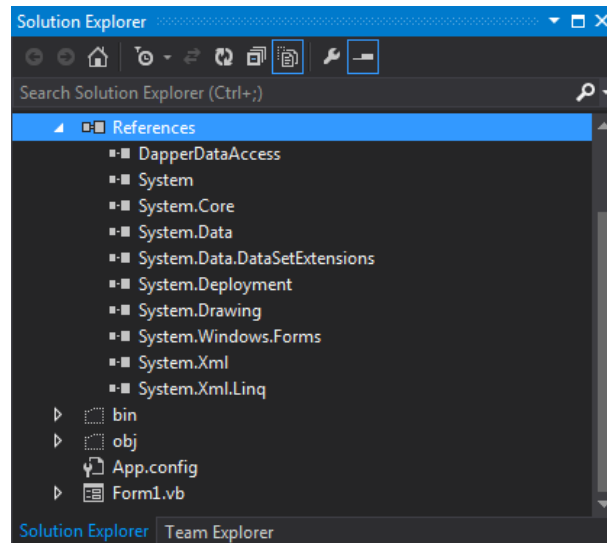 Solution Explorer
Search Solution Explorer (Ctrl+;)
References
DapperDataAccess
System
System.Core
System.Data
System.Data.DataSetExtensions
System.Deployment
System.Drawing
System.Windows.Forms
System.Xml
System.Xml.Linq
bin
obj
App.config
Form1.vb
Solution Explorer Team Explorer